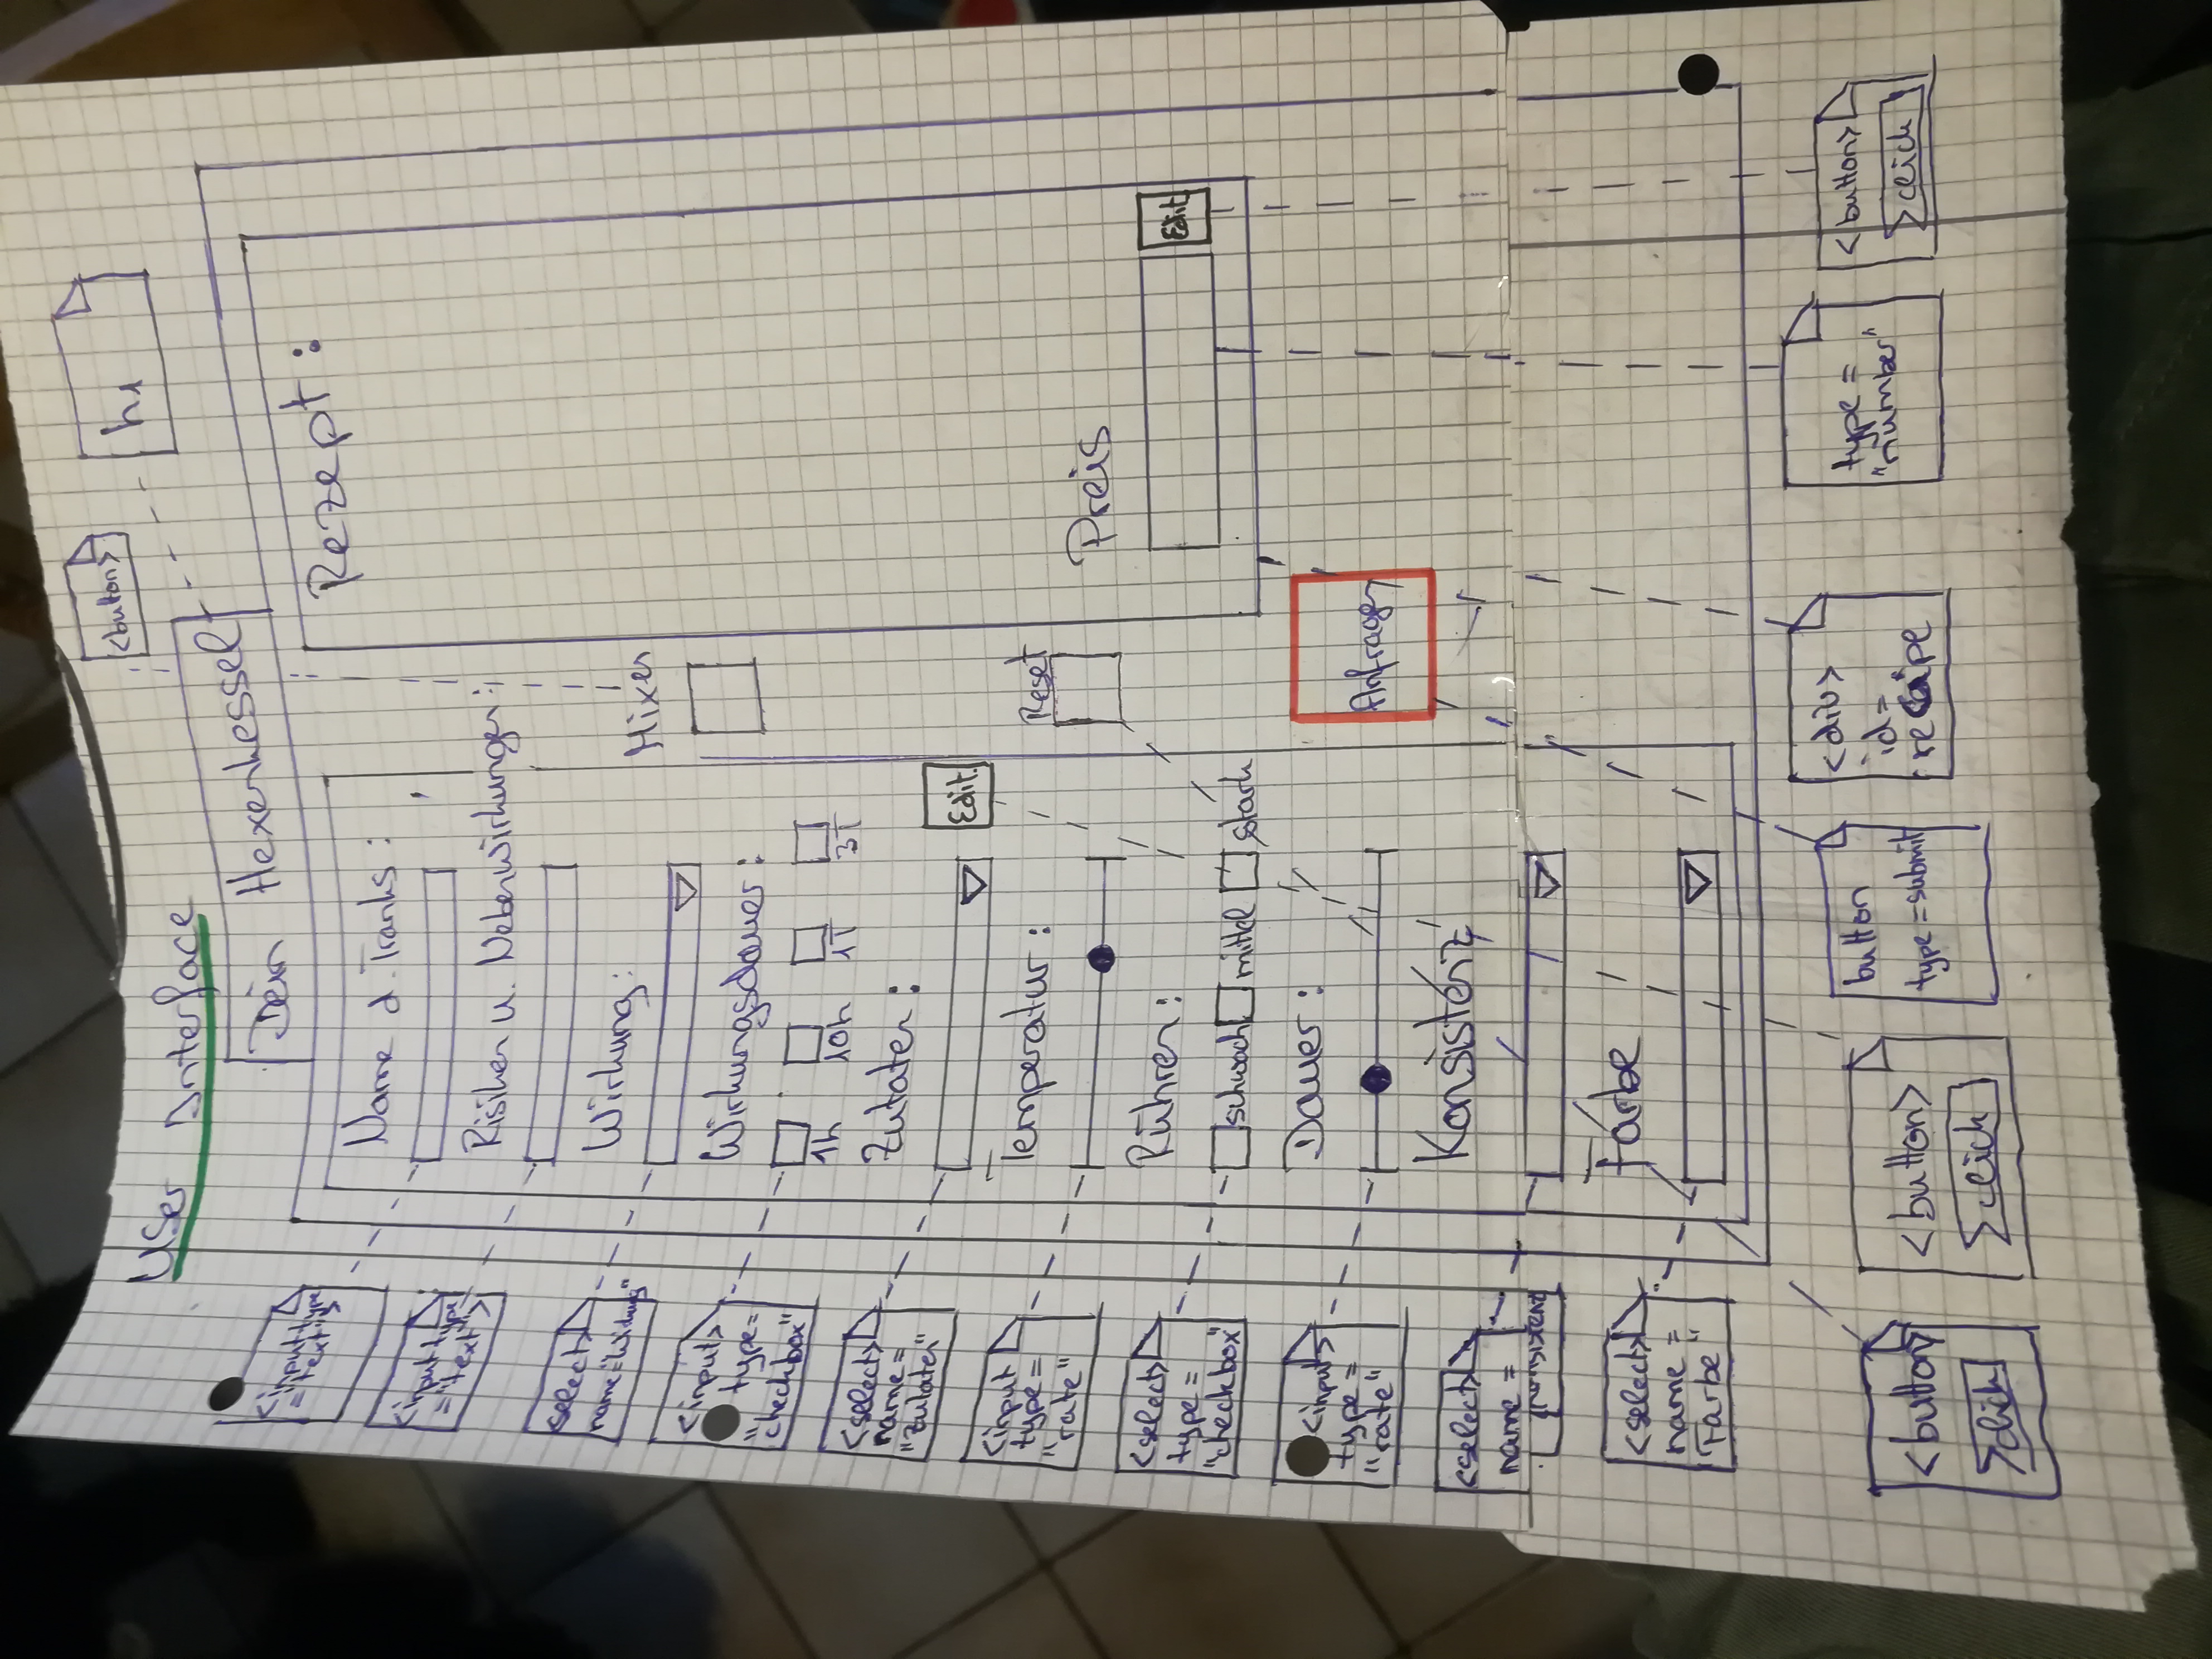 User Interface
<button>
h1
Dein Hexenkessel
<input type
="text">
Name d. Tranks:
<input type
="text">
Risiken u. Nebenwirkungen:
<select>
name="Wirkung"
Wirkung:
<input>
type=
"checkbox"
Wirkungsdauer:
1h
10h
1T
3T
<select>
name=
"Zutaten"
Zutaten:
Edit.
<input
type=
"rate"
Temperatur:
<select>
type=
"checkbox"
Rühren:
schwach
mittel
stark
<input>
type=
"rate"
Dauer:
<select>
name=
Konsistenz
Konsistenz
<select>
name=
"Farbe"
Farbe
Mixen
Reset
Anfragen
Rezept:
Preis
Edit
<button>
click
<button>
click
button
type=submit
<div>
id=
recipe
type=
"number"
<button>
click